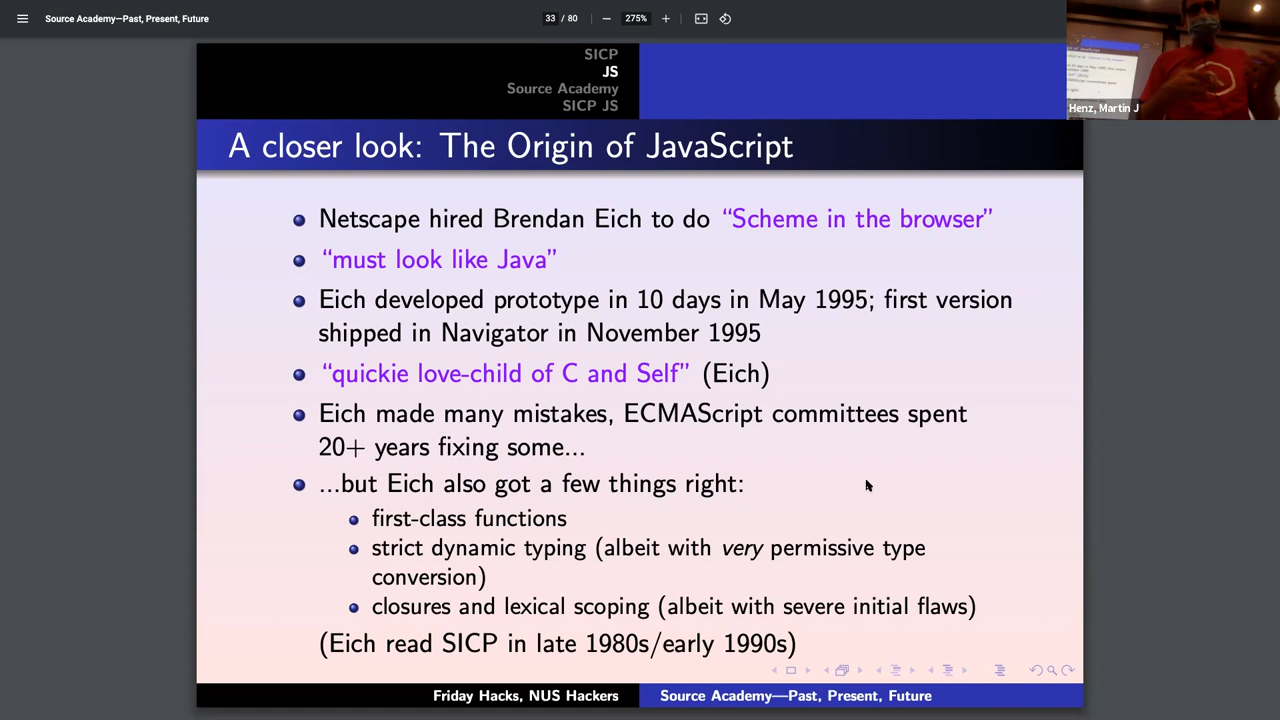 Source Academy—Past, Present, Future
33 / 80
275%
Henz, Martin J
SICP
JS
Source Academy
SICP JS
A closer look: The Origin of JavaScript
Netscape hired Brendan Eich to do “Scheme in the browser”
“must look like Java”
Eich developed prototype in 10 days in May 1995; first version
shipped in Navigator in November 1995
“quickie love-child of C and Self” (Eich)
Eich made many mistakes, ECMAScript committees spent
20+ years fixing some...
...but Eich also got a few things right:
first-class functions
strict dynamic typing (albeit with very permissive type
conversion)
closures and lexical scoping (albeit with severe initial flaws)
(Eich read SICP in late 1980s/early 1990s)
Friday Hacks, NUS Hackers
Source Academy—Past, Present, Future